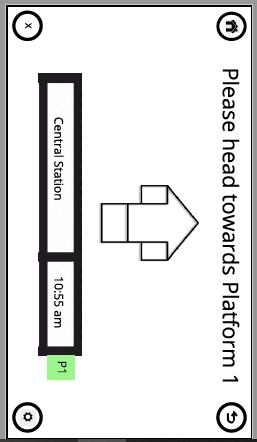 Please head towards Platform 1
Central Station
10:55 am
P1
x